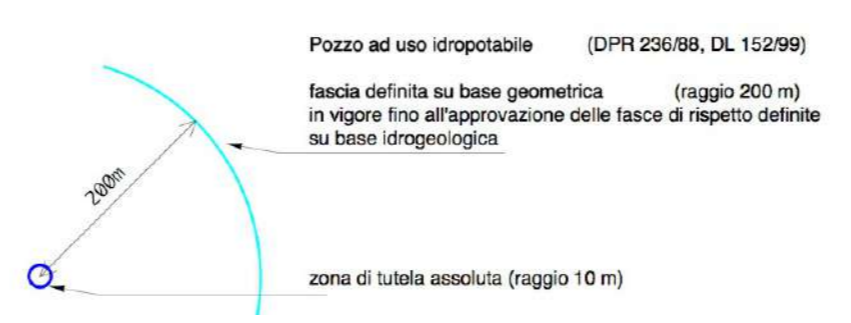 Pozzo ad uso idropotabile (DPR 236/88, DL 152/99)
fascia definita su base geometrica (raggio 200 m)
in vigore fino all'approvazione delle fasce di rispetto definite
su base idrogeologica
200m
zona di tutela assoluta (raggio 10 m)